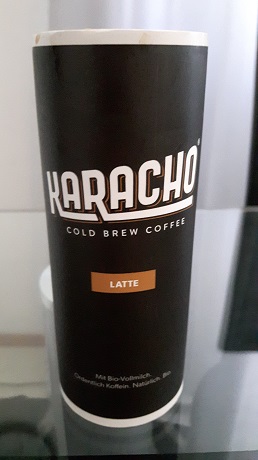 KARACHO®
COLD BREW COFFEE
LATTE
Mit Bio-Vollmilch.
Ordentlich Koffein. Natürlich. Bio